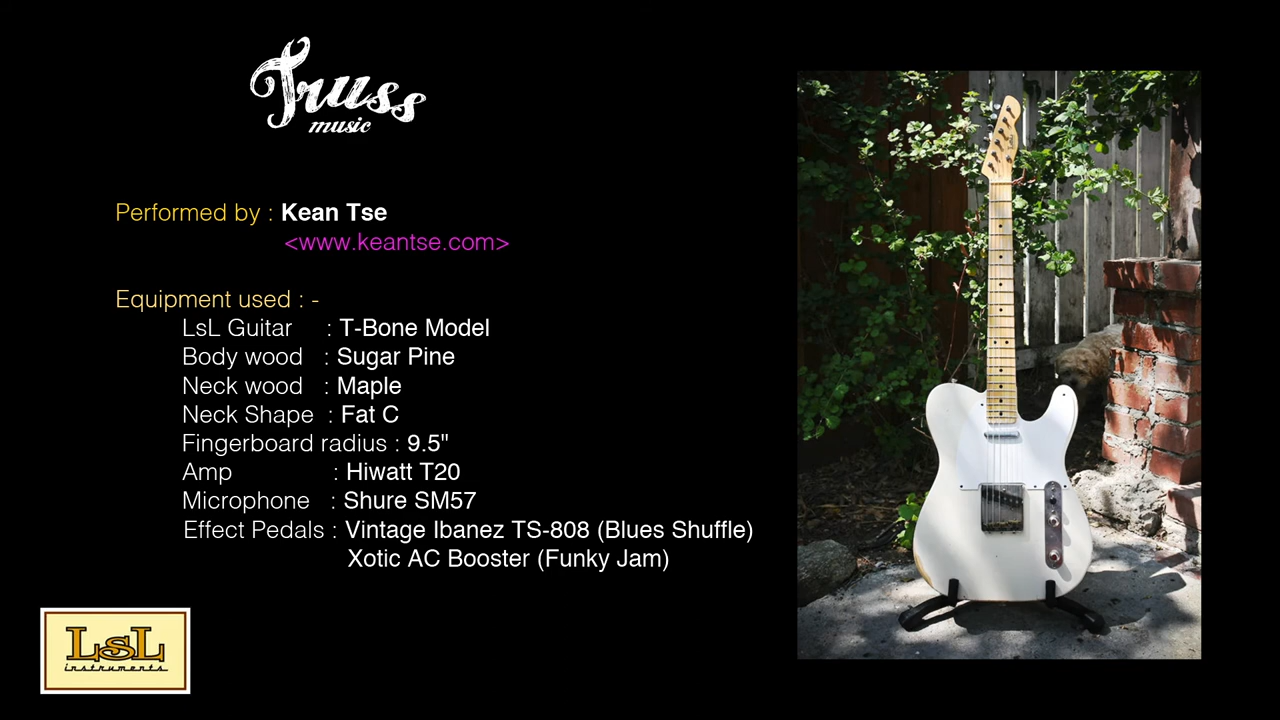 Truss
music
Performed by : Kean Tse
<www.keantse.com>
Equipment used : -
LsL Guitar : T-Bone Model
Body wood : Sugar Pine
Neck wood : Maple
Neck Shape : Fat C
Fingerboard radius : 9.5"
Amp : Hiwatt T20
Microphone : Shure SM57
Effect Pedals : Vintage Ibanez TS-808 (Blues Shuffle)
Xotic AC Booster (Funky Jam)
LsL
instruments